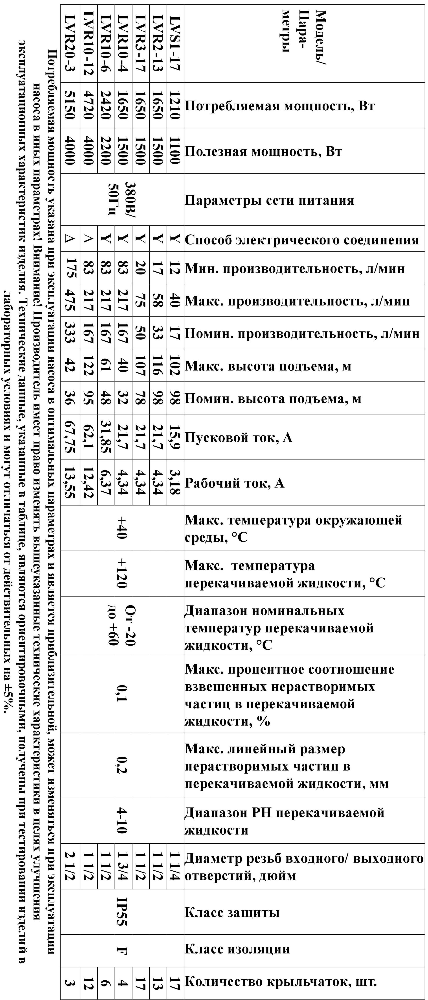 Модель/
Пара-
метры
Потребляемая мощность, Вт
Полезная мощность, Вт
Параметры сети питания
Способ электрического соединения
Мин. производительность, л/мин
Макс. производительность, л/мин
Номин. производительность, л/мин
Макс. высота подъема, м
Номин. высота подъема, м
Пусковой ток, А
Рабочий ток, А
Макс. температура окружающей
среды, °С
Макс. температура
перекачиваемой жидкости, °С
Диапазон номинальных
температур перекачиваемой
жидкости, °С
Макс. процентное соотношение
взвешенных нерастворимых
частиц в перекачиваемой
жидкости, %
Макс. линейный размер
нерастворимых частиц в
перекачиваемой жидкости, мм
Диапазон РН перекачиваемой
жидкости
Диаметр резьб входного/ выходного
отверстий, дюйм
Класс защиты
Класс изоляции
Количество крыльчаток, шт.
LVS1-17 1210 1100 Y 12 40 17 102 98 15,9 3,18 1 1/4 17
LVR2-13 1650 1500 Y 17 58 33 116 98 21,7 4,34 1 1/2 13
LVR3-17 1650 1500 Y 20 75 50 107 78 21,7 4,34 1 1/2 17
380В/
50Гц
LVR10-4 1650 1500 Y 83 217 167 40 32 21,7 4,34 1 3/4 4
+40
+120
От -20
до +60
0,1
0,2
4-10
IP55
F
LVR10-6 2420 2200 Y 83 217 167 61 48 31,85 6,37 1 1/2 6
LVR10-12 4720 4000 Δ 83 217 167 122 95 62,1 12,42 1 1/2 12
LVR20-3 5150 4000 Δ 175 475 333 42 36 67,75 13,55 2 1/2 3
Потребляемая мощность указана при эксплуатации насоса в оптимальных параметрах и является приблизительной, может изменяться при эксплуатации
насоса в иных параметрах! Внимание! Производитель имеет право изменять вышеуказанные технические характеристики в целях улучшения
эксплуатационных характеристик изделия. Технические данные, указанные в таблице, являются ориентировочными, получены при тестировании изделий в
лабораторных условиях и могут отличаться от действительных на ±5%.